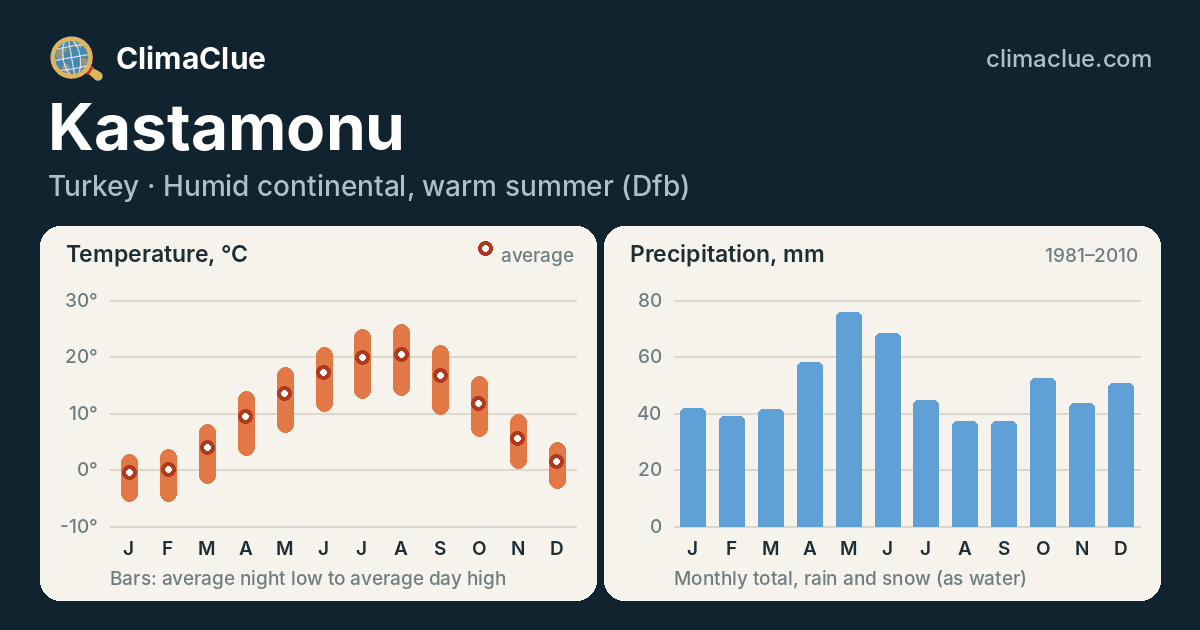 ClimaClue
climaclue.com
Kastamonu
Turkey · Humid continental, warm summer (Dfb)
Temperature, °C
average
30°
20°
10°
0°
-10°
J F M A M J J A S O N D
Bars: average night low to average day high
Precipitation, mm
1981–2010
80
60
40
20
0
J F M A M J J A S O N D
Monthly total, rain and snow (as water)